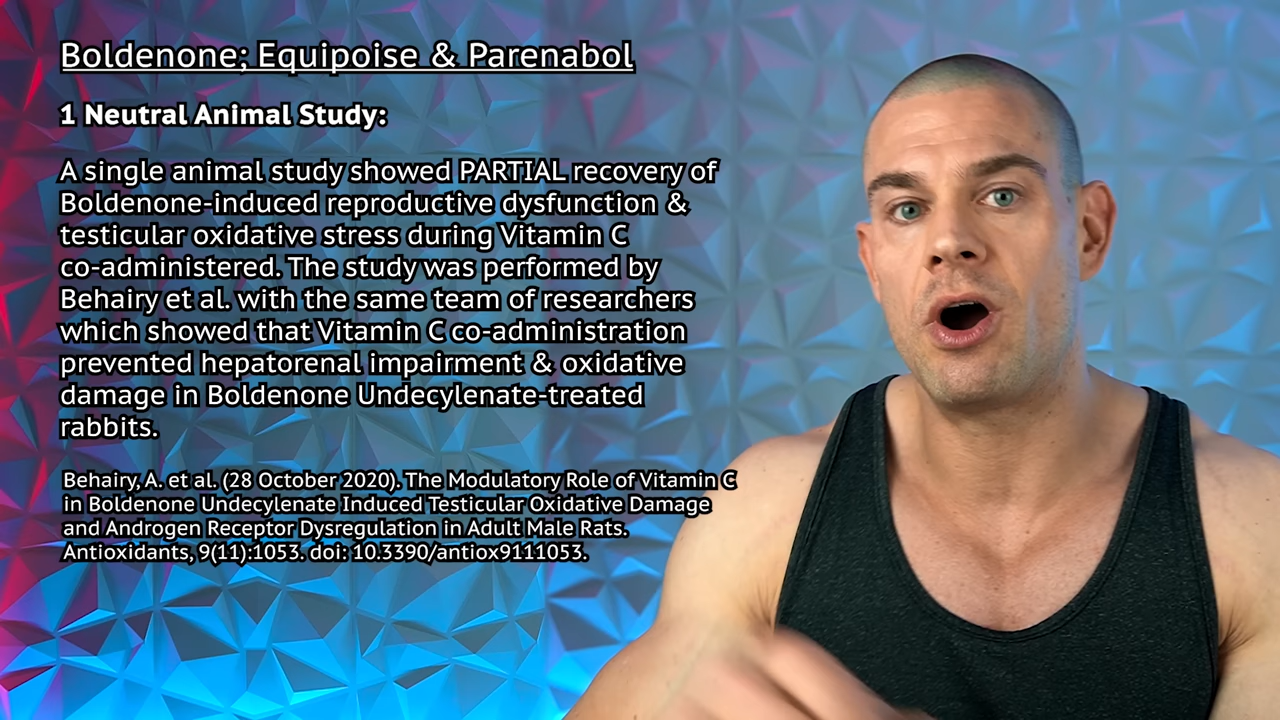 Boldenone; Equipoise & Parenabol
1 Neutral Animal Study:
A single animal study showed PARTIAL recovery of
Boldenone-induced reproductive dysfunction &
testicular oxidative stress during Vitamin C
co-administered. The study was performed by
Behairy et al. with the same team of researchers
which showed that Vitamin C co-administration
prevented hepatorenal impairment & oxidative
damage in Boldenone Undecylenate-treated
rabbits.
Behairy, A. et al. (28 October 2020). The Modulatory Role of Vitamin C
in Boldenone Undecylenate Induced Testicular Oxidative Damage
and Androgen Receptor Dysregulation in Adult Male Rats.
Antioxidants, 9(11):1053. doi: 10.3390/antiox9111053.